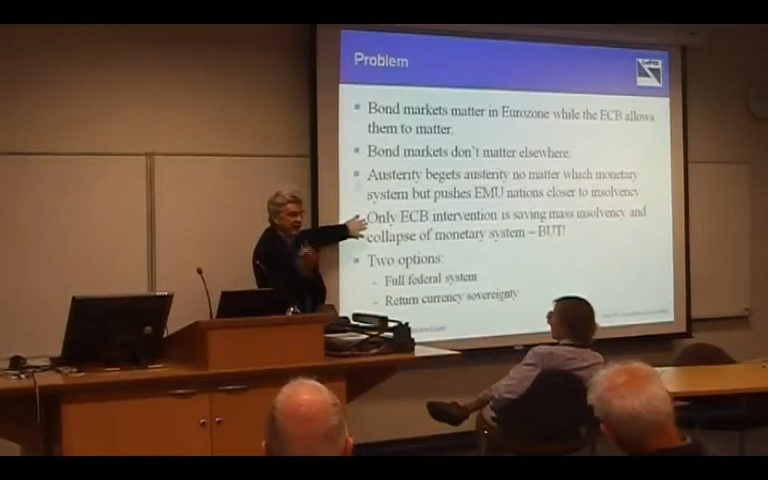 Problem
Bond markets matter in Eurozone while the ECB allows
them to matter.
Bond markets don't matter elsewhere.
Austerity begets austerity no matter which monetary
system but pushes EMU nations closer to insolvency
Only ECB intervention is saving mass insolvency and
collapse of monetary system – BUT!
Two options:
- Full federal system
- Return currency sovereignty